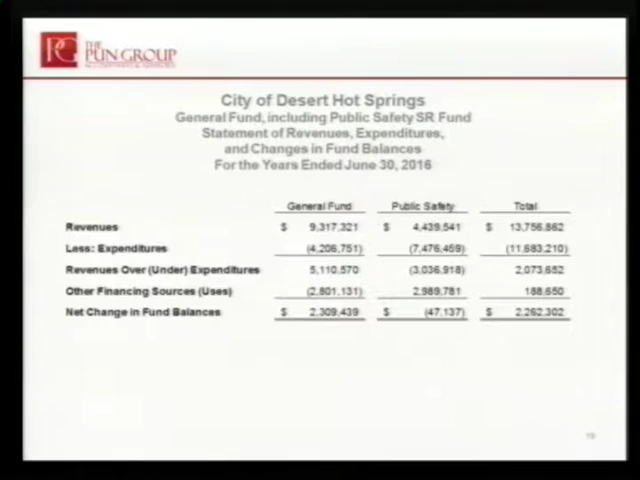 PG THE
PUN GROUP
City of Desert Hot Springs
General Fund, including Public Safety SR Fund
Statement of Revenues, Expenditures,
and Changes in Fund Balances
For the Years Ended June 30, 2016
General Fund Public Safety Total
Revenues $ 9,317,321 $ 4,439,541 $ 13,756,862
Less: Expenditures (4,206,751) (7,476,459) (11,683,210)
Revenues Over (Under) Expenditures 5,110,570 (3,036,918) 2,073,652
Other Financing Sources (Uses) (2,801,131) 2,989,781 188,650
Net Change in Fund Balances $ 2,309,439 $ (47,137) $ 2,262,302